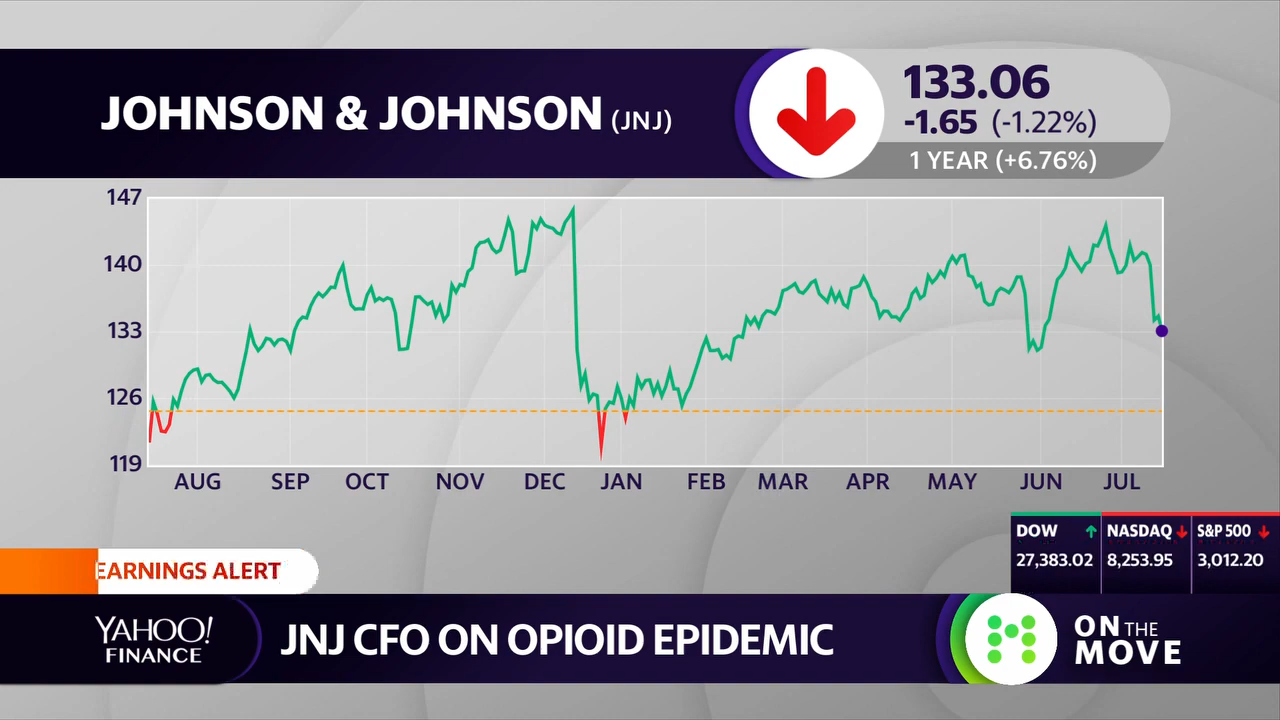 JOHNSON & JOHNSON (JNJ)
133.06
-1.65 (-1.22%)
1 YEAR (+6.76%)
147
140
133
126
119
AUG SEP OCT NOV DEC JAN FEB MAR APR MAY JUN JUL
DOW NASDAQ S&P 500
27,383.02 8,253.95 3,012.20
EARNINGS ALERT
YAHOO!
FINANCE
JNJ CFO ON OPIOID EPIDEMIC
ON THE
MOVE